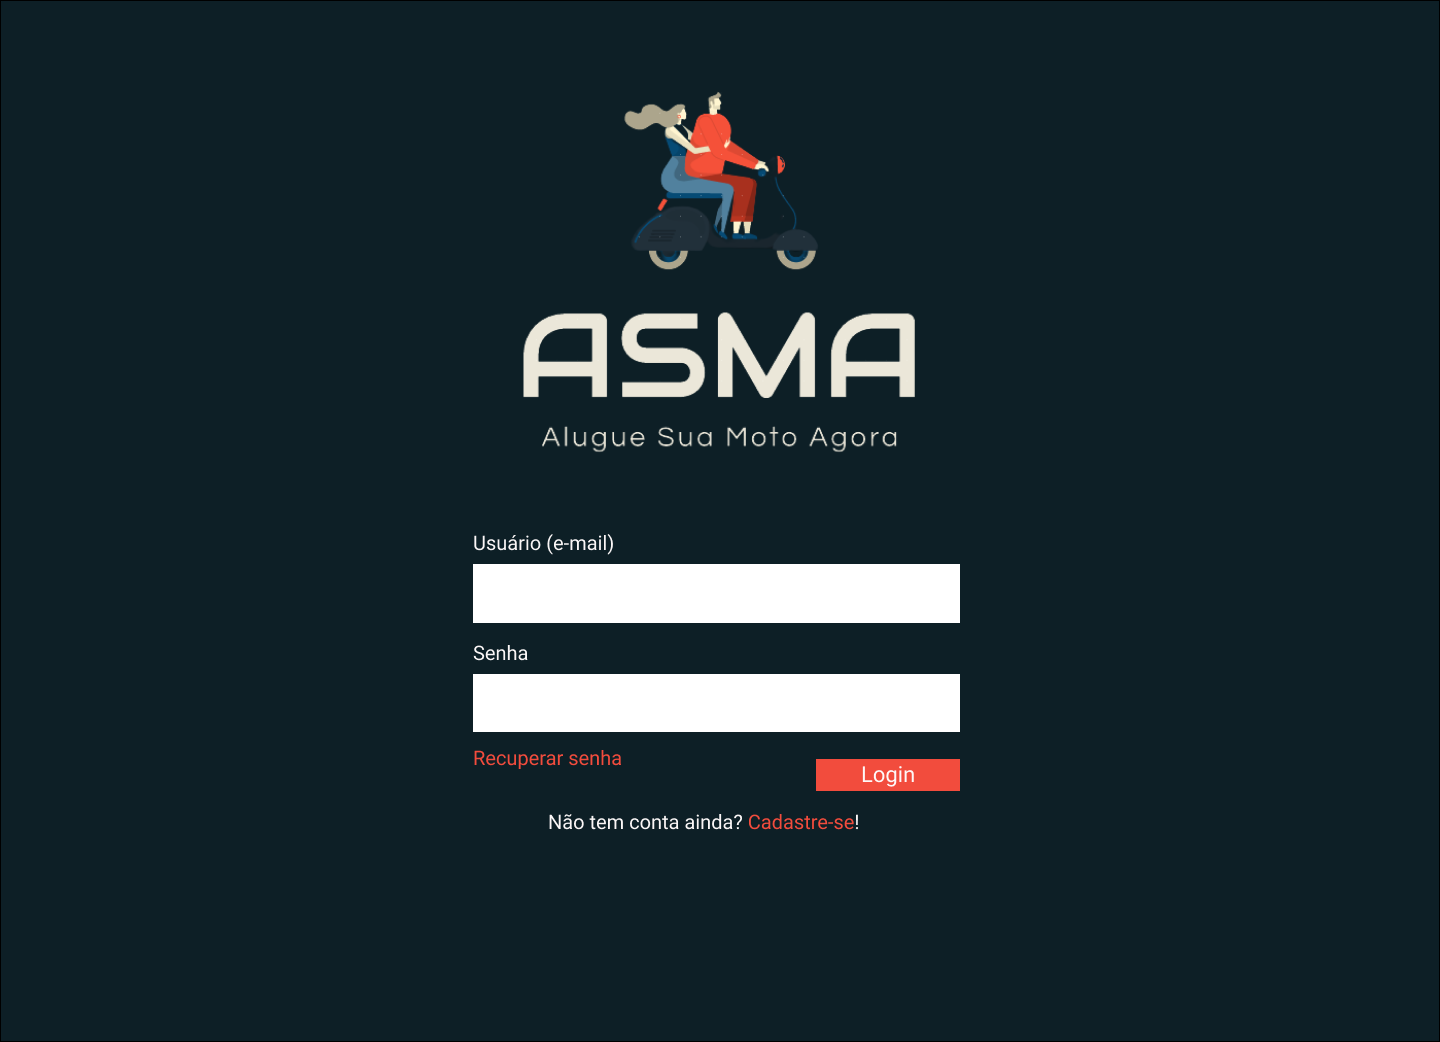 ASMA
Alugue Sua Moto Agora
Usuário (e-mail)
Senha
Recuperar senha
Login
Não tem conta ainda? Cadastre-se!